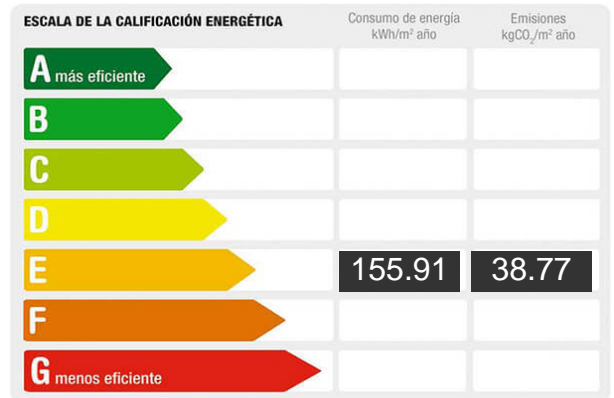 ESCALA DE LA CALIFICACIÓN ENERGÉTICA
Consumo de energía
kWh/m² año
Emisiones
kgCO₂/m² año
A más eficiente
B
C
D
E 155.91 38.77
F
G menos eficiente